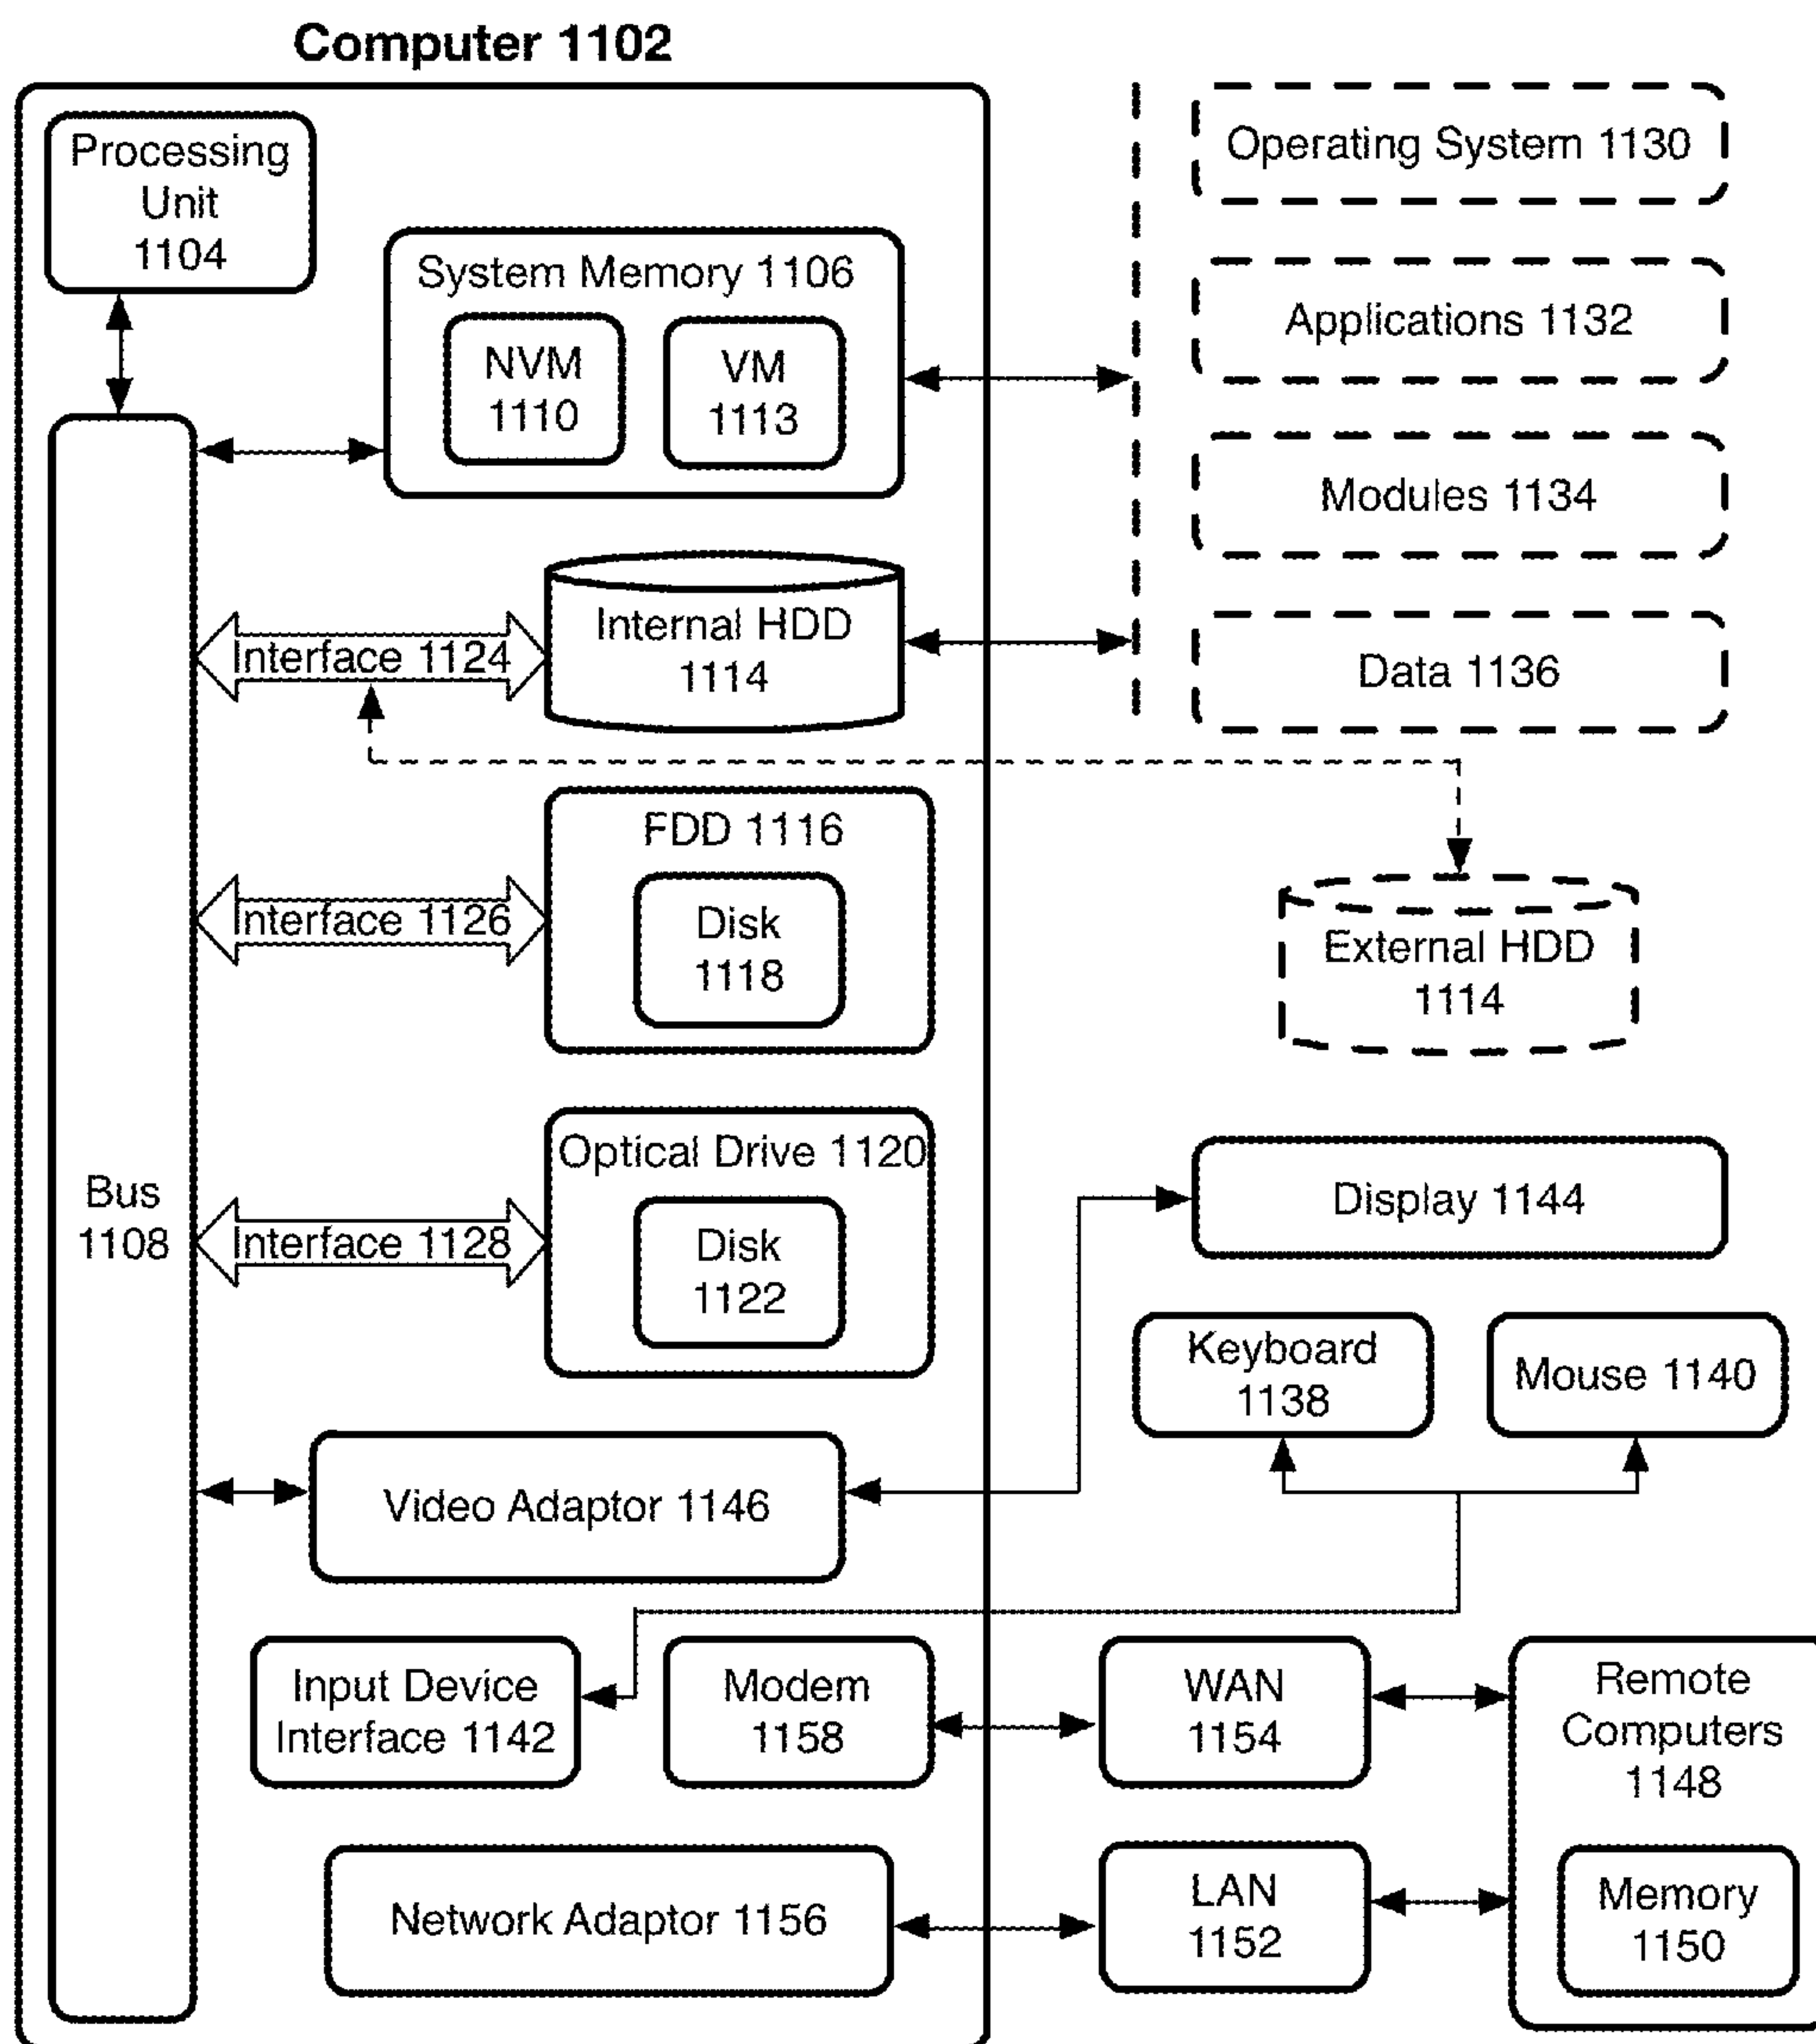 Computer 1102
Processing
Unit
1104
System Memory 1106
NVM
1110
VM
1113
Operating System 1130
Applications 1132
Modules 1134
Data 1136
Interface 1124
Internal HDD
1114
FDD 1116
Disk
1118
Interface 1126
External HDD
1114
Optical Drive 1120
Disk
1122
Bus
1108
Interface 1128
Display 1144
Keyboard
1138
Mouse 1140
Video Adaptor 1146
Input Device
Interface 1142
Modem
1158
WAN
1154
Remote
Computers
1148
Network Adaptor 1156
LAN
1152
Memory
1150